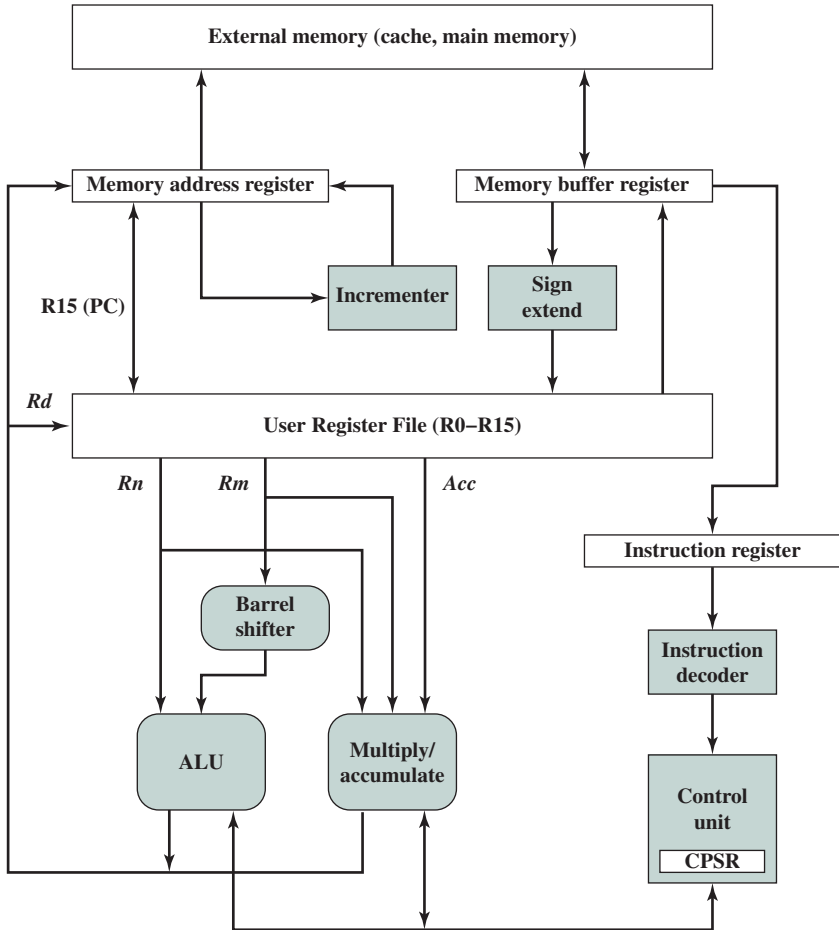 External memory (cache, main memory)
Memory address register
Memory buffer register
Incrementer
Sign
extend
R15 (PC)
Rd
User Register File (R0–R15)
Rn
Rm
Acc
Instruction register
Barrel
shifter
Instruction
decoder
ALU
Multiply/
accumulate
Control
unit
CPSR